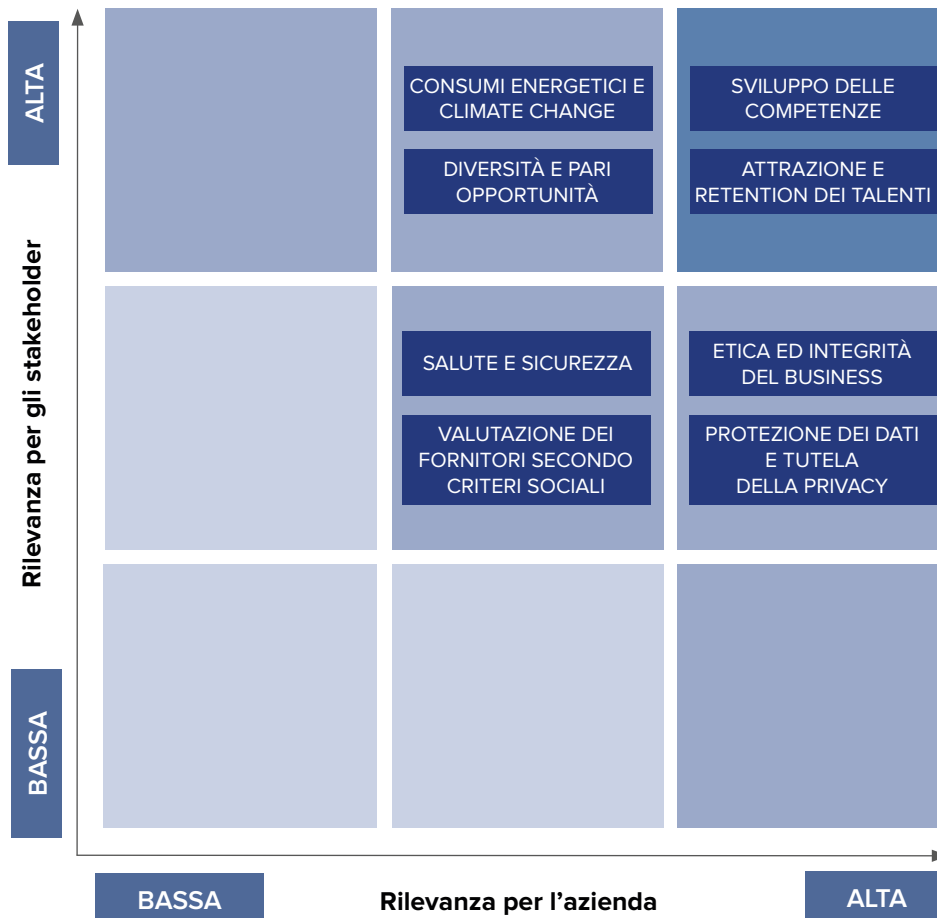 ALTA
Rilevanza per gli stakeholder
BASSA
CONSUMI ENERGETICI E
CLIMATE CHANGE
DIVERSITÀ E PARI
OPPORTUNITÀ
SVILUPPO DELLE
COMPETENZE
ATTRAZIONE E
RETENTION DEI TALENTI
SALUTE E SICUREZZA
VALUTAZIONE DEI
FORNITORI SECONDO
CRITERI SOCIALI
ETICA ED INTEGRITÀ
DEL BUSINESS
PROTEZIONE DEI DATI
E TUTELA
DELLA PRIVACY
BASSA
Rilevanza per l'azienda
ALTA